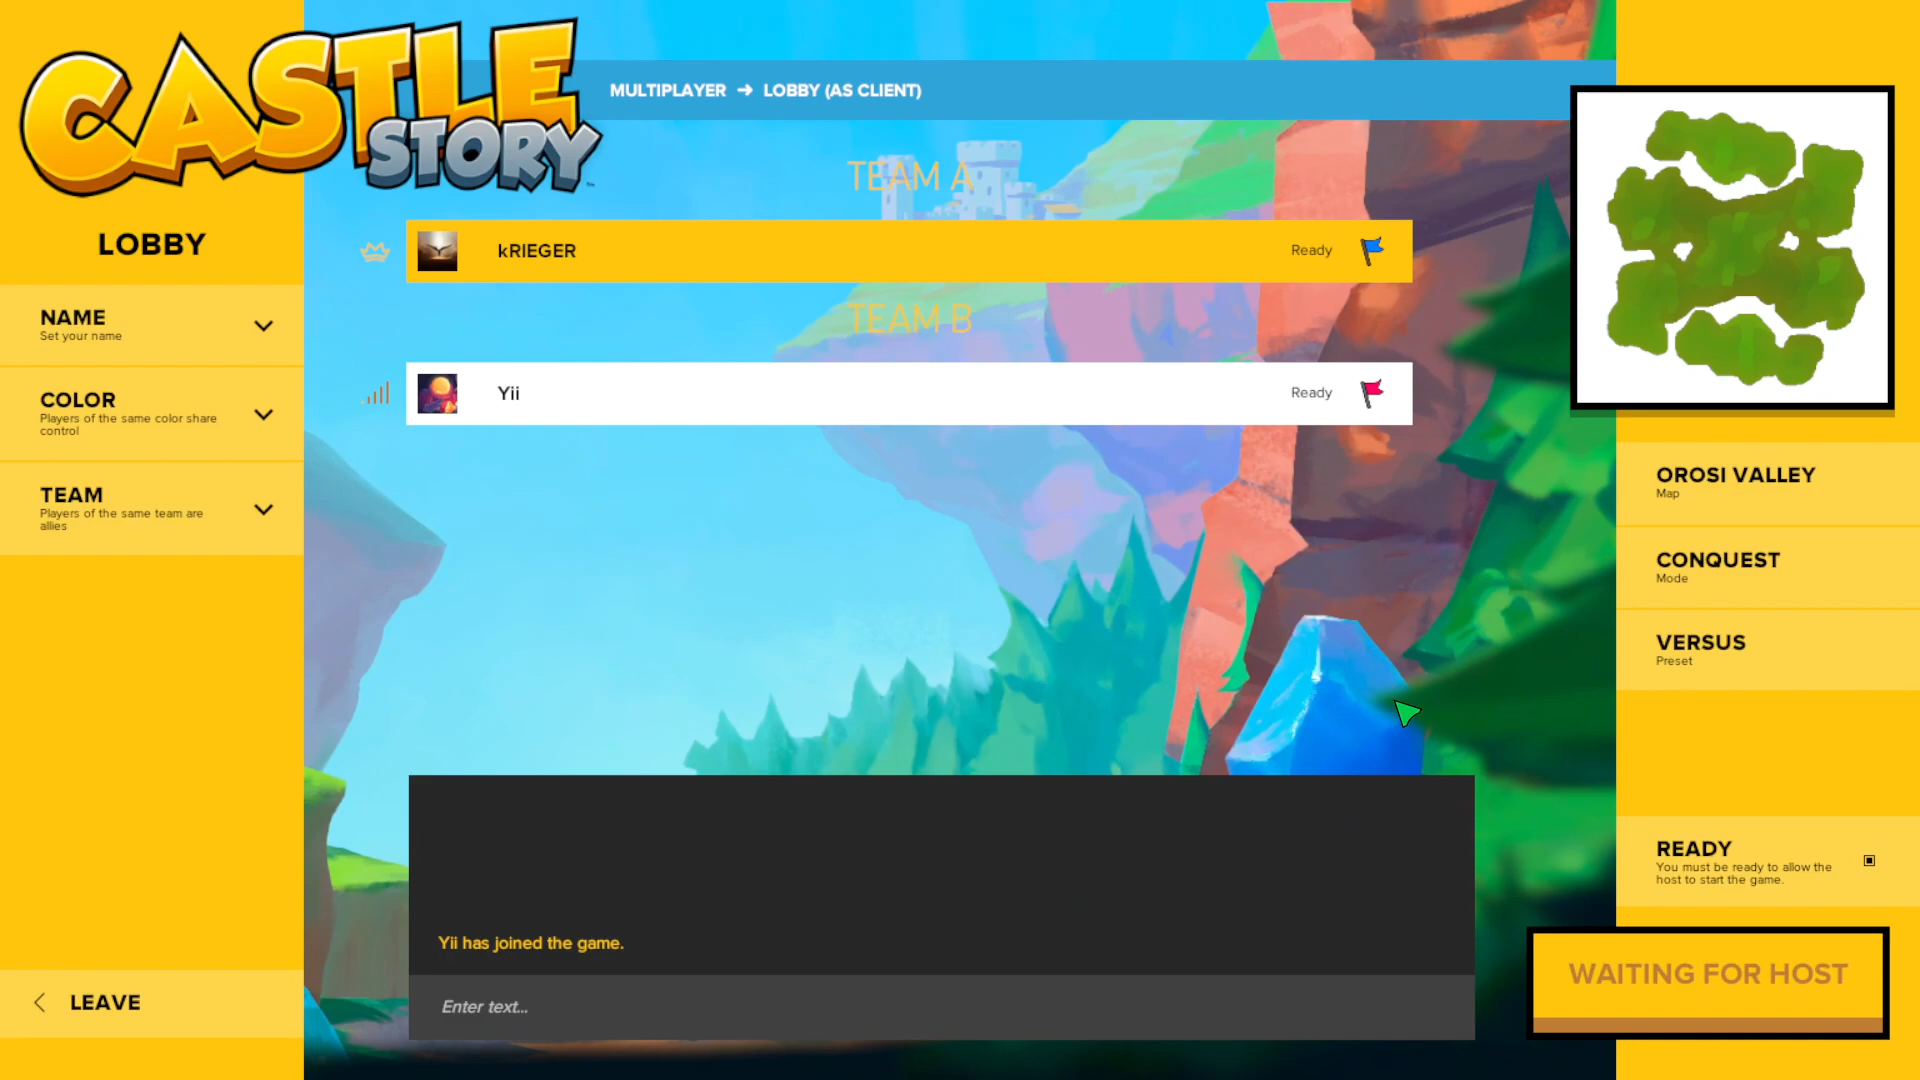 CASTLE
STORY
MULTIPLAYER → LOBBY (AS CLIENT)
LOBBY
NAME
Set your name
COLOR
Players of the same color share
control
TEAM
Players of the same team are
allies
LEAVE
TEAM A
kRIEGER
Ready
TEAM B
Yii
Ready
Yii has joined the game.
Enter text...
OROSI VALLEY
Map
CONQUEST
Mode
VERSUS
Preset
READY
You must be ready to allow the
host to start the game.
WAITING FOR HOST